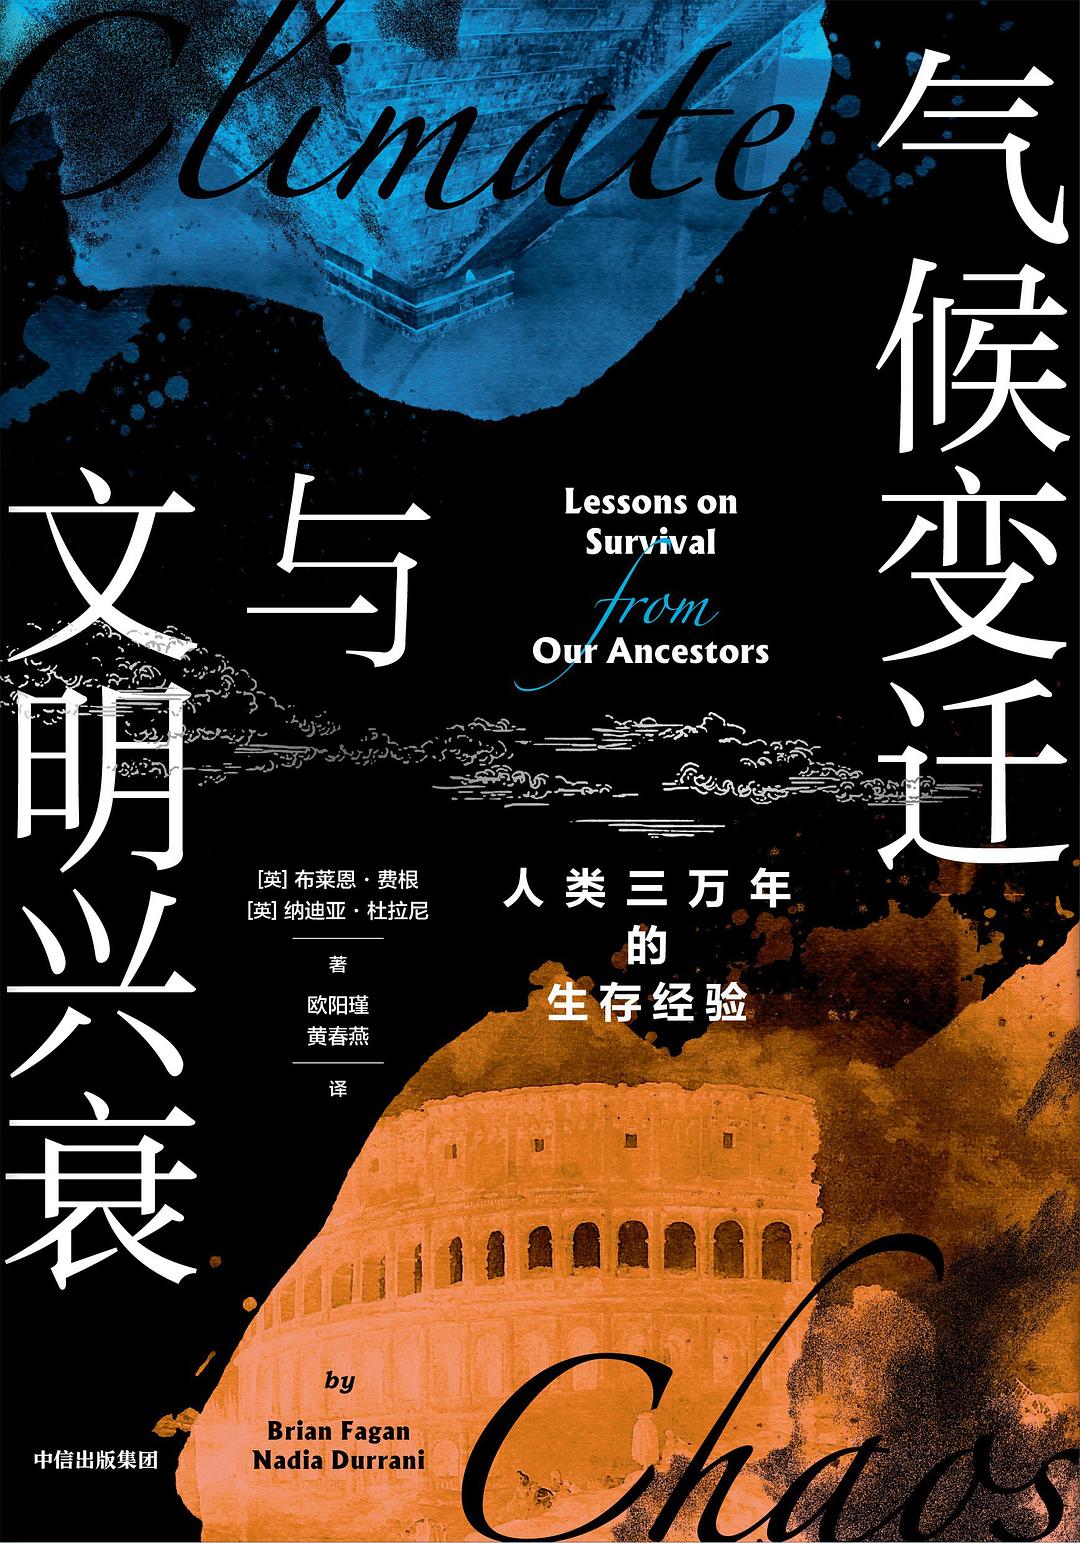 Climate
气候变迁
与
文明兴衰
Lessons on
Survival
from
Our Ancestors
人类三万年
的
生存经验
[英] 布莱恩·费根
[英] 纳迪亚·杜拉尼
著
欧阳瑾
黄春燕
译
by
Brian Fagan
Nadia Durrani
中信出版集团
Chaos